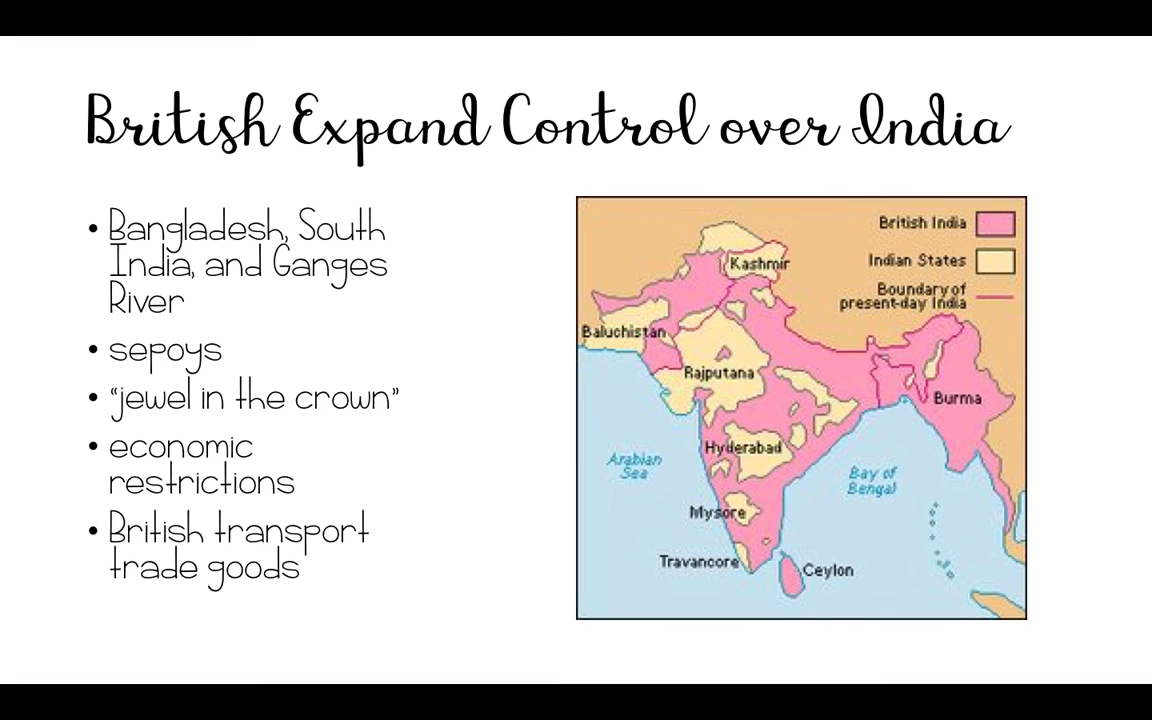 British Expand Control over India
• Bangladesh, South
India, and Ganges
River
• sepoys
• “jewel in the crown”
• economic
restrictions
• British transport
trade goods
British India
Indian States
Boundary of
present-day India
Kashmir
Baluchistan
Rajputana
Burma
Hyderabad
Arabian
Sea
Bay of
Bengal
Mysore
Travancore
Ceylon